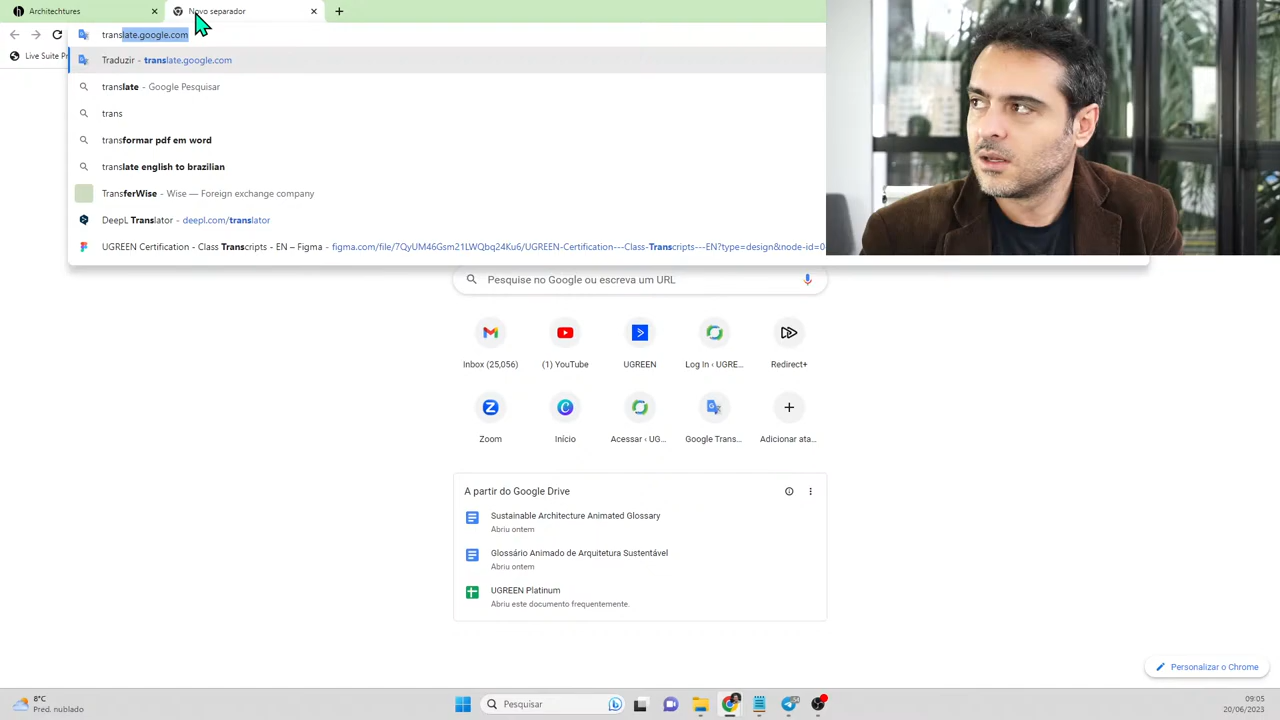 Architechtures
Novo separador
translate.google.com
Live Suite Pr
Traduzir - translate.google.com
translate - Google Pesquisar
trans
transformar pdf em word
translate english to brazilian
TransferWise - Wise — Foreign exchange company
DeepL Translator - deepl.com/translator
UGREEN Certification - Class Transcripts - EN – Figma - figma.com/file/7QyUM46Gsm21LWQbq24Ku6/UGREEN-Certification---Class-Transcripts---EN?type=design&node-id=0
Pesquise no Google ou escreva um URL
Inbox (25,056)
(1) YouTube
UGREEN
Log In ‹ UGRE...
Redirect+
Zoom
Início
Acessar ‹ UG...
Google Trans...
Adicionar ata...
A partir do Google Drive
Sustainable Architecture Animated Glossary
Abriu ontem
Glossário Animado de Arquitetura Sustentável
Abriu ontem
UGREEN Platinum
Abriu este documento frequentemente.
Personalizar o Chrome
8°C
Pred. nublado
Pesquisar
09:05
20/06/2023